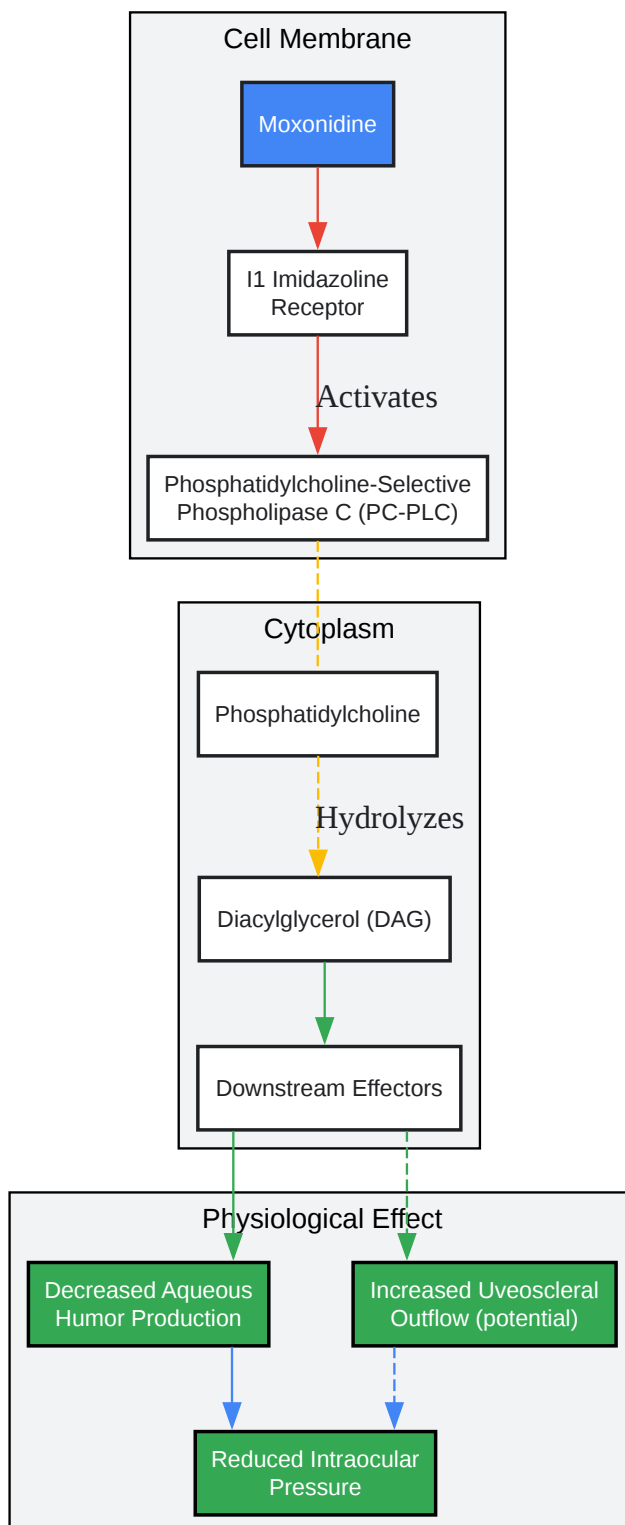 Cell Membrane
Moxonidine
I1 Imidazoline
Receptor
Activates
Phosphatidylcholine-Selective
Phospholipase C (PC-PLC)
Cytoplasm
Phosphatidylcholine
Hydrolyzes
Diacylglycerol (DAG)
Downstream Effectors
Physiological Effect
Decreased Aqueous
Humor Production
Increased Uveoscleral
Outflow (potential)
Reduced Intraocular
Pressure